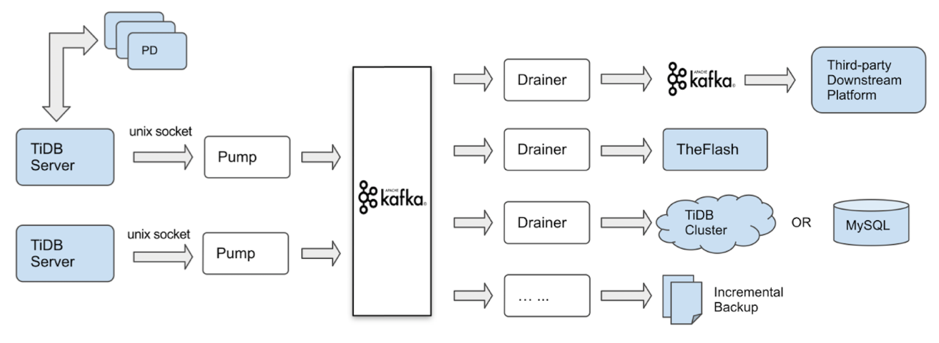 PD
TiDB
Server
unix socket
Pump
TiDB
Server
unix socket
Pump
APACHE
kafka®
Drainer
APACHE
kafka®
Third-party
Downstream
Platform
Drainer
TheFlash
Drainer
TiDB
Cluster
OR
MySQL
... ...
Incremental
Backup